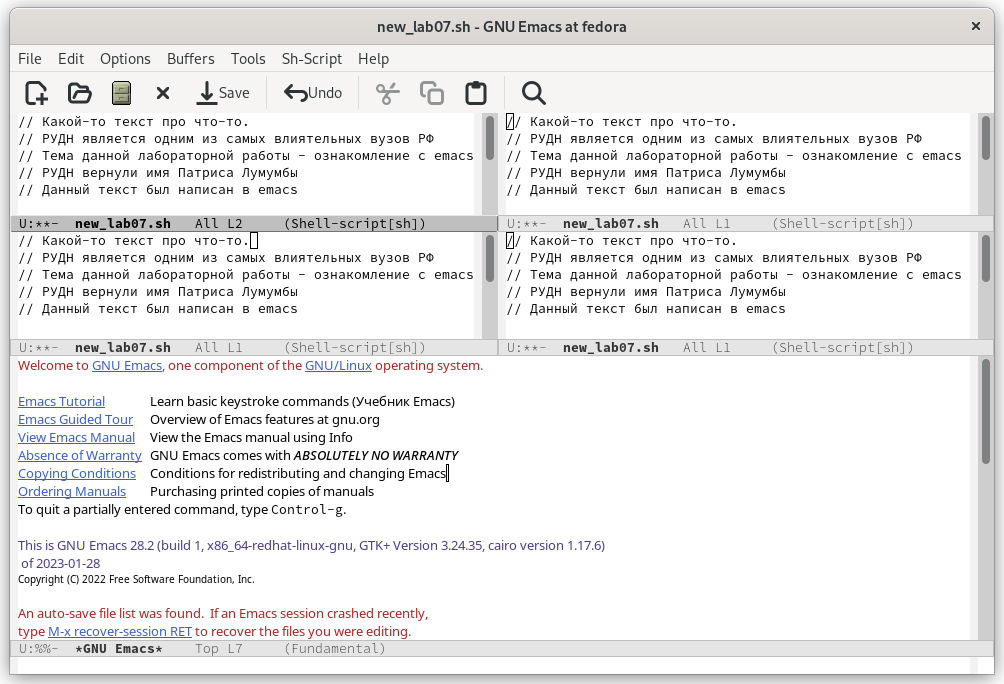 new_lab07.sh - GNU Emacs at fedora
File Edit Options Buffers Tools Sh-Script Help
Save Undo
// Какой-то текст про что-то.
// РУДН является одним из самых влиятельных вузов РФ
// Тема данной лабораторной работы - ознакомление с emacs
// РУДН вернули имя Патриса Лумумбы
// Данный текст был написан в emacs
U:**-  new_lab07.sh   All L2     (Shell-script[sh])
// Какой-то текст про что-то.
// РУДН является одним из самых влиятельных вузов РФ
// Тема данной лабораторной работы - ознакомление с emacs
// РУДН вернули имя Патриса Лумумбы
// Данный текст был написан в emacs
U:**-  new_lab07.sh   All L1     (Shell-script[sh])
// Какой-то текст про что-то.
// РУДН является одним из самых влиятельных вузов РФ
// Тема данной лабораторной работы - ознакомление с emacs
// РУДН вернули имя Патриса Лумумбы
// Данный текст был написан в emacs
U:**-  new_lab07.sh   All L1     (Shell-script[sh])
// Какой-то текст про что-то.
// РУДН является одним из самых влиятельных вузов РФ
// Тема данной лабораторной работы - ознакомление с emacs
// РУДН вернули имя Патриса Лумумбы
// Данный текст был написан в emacs
U:**-  new_lab07.sh   All L1     (Shell-script[sh])
Welcome to GNU Emacs, one component of the GNU/Linux operating system.
Emacs Tutorial Learn basic keystroke commands (Учебник Emacs)
Emacs Guided Tour Overview of Emacs features at gnu.org
View Emacs Manual View the Emacs manual using Info
Absence of Warranty GNU Emacs comes with ABSOLUTELY NO WARRANTY
Copying Conditions Conditions for redistributing and changing Emacs
Ordering Manuals Purchasing printed copies of manuals
To quit a partially entered command, type Control-g.
This is GNU Emacs 28.2 (build 1, x86_64-redhat-linux-gnu, GTK+ Version 3.24.35, cairo version 1.17.6)
of 2023-01-28
Copyright (C) 2022 Free Software Foundation, Inc.
An auto-save file list was found.  If an Emacs session crashed recently,
type M-x recover-session RET to recover the files you were editing.
U:%%-  *GNU Emacs*    Top L7     (Fundamental)